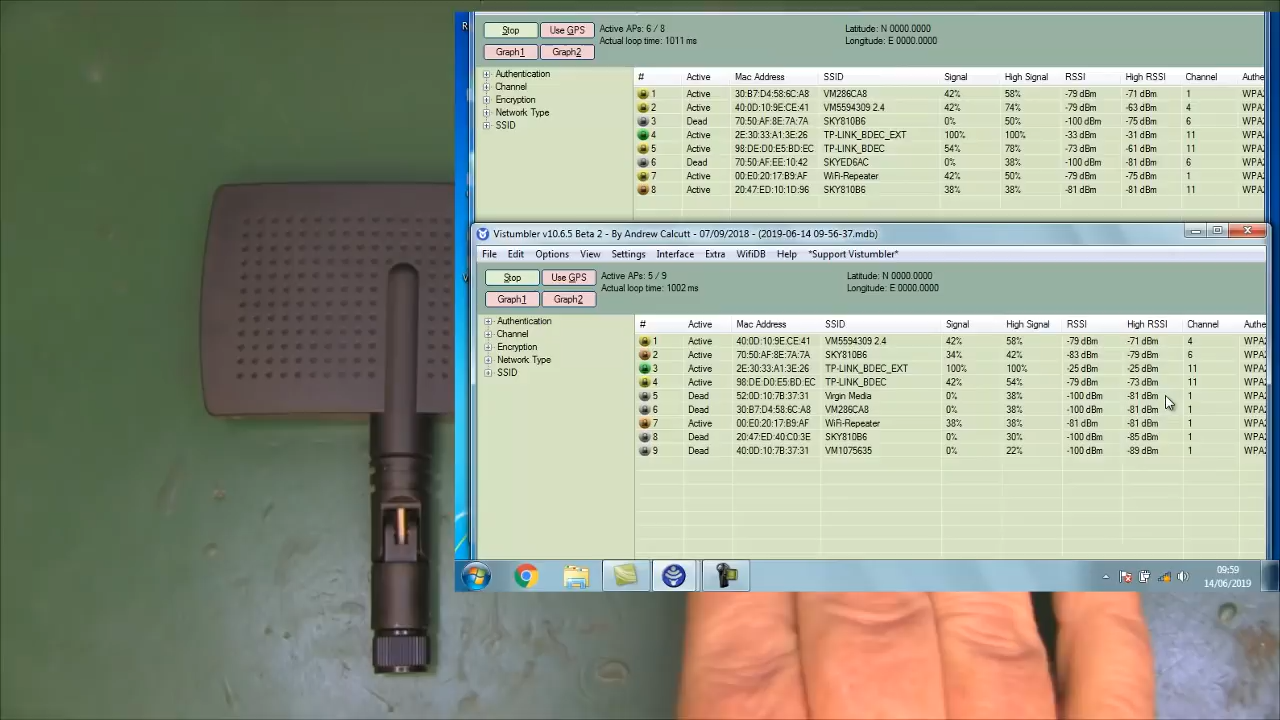 Stop Use GPS Active APs: 6 / 8 Latitude: N 0000.0000
Actual loop time: 1011 ms Longitude: E 0000.0000
Graph1 Graph2
Authentication
Channel
Encryption
Network Type
SSID
# Active Mac Address SSID Signal High Signal RSSI High RSSI Channel Authe
1 Active 30:B7:D4:58:6C:A8 VM286CA8 42% 58% -79 dBm -71 dBm 1 WPA2
2 Active 40:0D:10:9E:CE:41 VM5594309 2.4 42% 74% -79 dBm -63 dBm 4 WPA2
3 Dead 70:50:AF:8E:7A:7A SKY810B6 0% 50% -100 dBm -75 dBm 6 WPA2
4 Active 2E:30:33:A1:3E:26 TP-LINK_BDEC_EXT 100% 100% -33 dBm -31 dBm 11 WPA2
5 Active 98:DE:D0:E5:BD:EC TP-LINK_BDEC 54% 78% -73 dBm -61 dBm 11 WPA2
6 Dead 70:50:AF:EE:10:42 SKYED6AC 0% 38% -100 dBm -81 dBm 6 WPA2
7 Active 00:E0:20:17:B9:AF WiFi-Repeater 42% 50% -79 dBm -75 dBm 1 WPA2
8 Active 20:47:ED:10:1D:96 SKY810B6 38% 38% -81 dBm -81 dBm 11 WPA2
Vistumbler v10.6.5 Beta 2 - By Andrew Calcutt - 07/09/2018 - (2019-06-14 09-56-37.mdb)
File Edit Options View Settings Interface Extra WifiDB Help *Support Vistumbler*
Stop Use GPS Active APs: 5 / 9 Latitude: N 0000.0000
Actual loop time: 1002 ms Longitude: E 0000.0000
Graph1 Graph2
Authentication
Channel
Encryption
Network Type
SSID
# Active Mac Address SSID Signal High Signal RSSI High RSSI Channel Authe
1 Active 40:0D:10:9E:CE:41 VM5594309 2.4 42% 58% -79 dBm -71 dBm 4 WPA2
2 Active 70:50:AF:8E:7A:7A SKY810B6 34% 42% -83 dBm -79 dBm 6 WPA2
3 Active 2E:30:33:A1:3E:26 TP-LINK_BDEC_EXT 100% 100% -25 dBm -25 dBm 11 WPA2
4 Active 98:DE:D0:E5:BD:EC TP-LINK_BDEC 42% 54% -79 dBm -73 dBm 11 WPA2
5 Dead 52:0D:10:7B:37:31 Virgin Media 0% 38% -100 dBm -81 dBm 1 WPA2
6 Dead 30:B7:D4:58:6C:A8 VM286CA8 0% 38% -100 dBm -81 dBm 1 WPA2
7 Active 00:E0:20:17:B9:AF WiFi-Repeater 38% 38% -81 dBm -81 dBm 1 WPA2
8 Dead 20:47:ED:40:C0:3E SKY810B6 0% 30% -100 dBm -85 dBm 1 WPA2
9 Dead 40:0D:10:7B:37:31 VM1075635 0% 22% -100 dBm -89 dBm 1 WPA2
09:59
14/06/2019